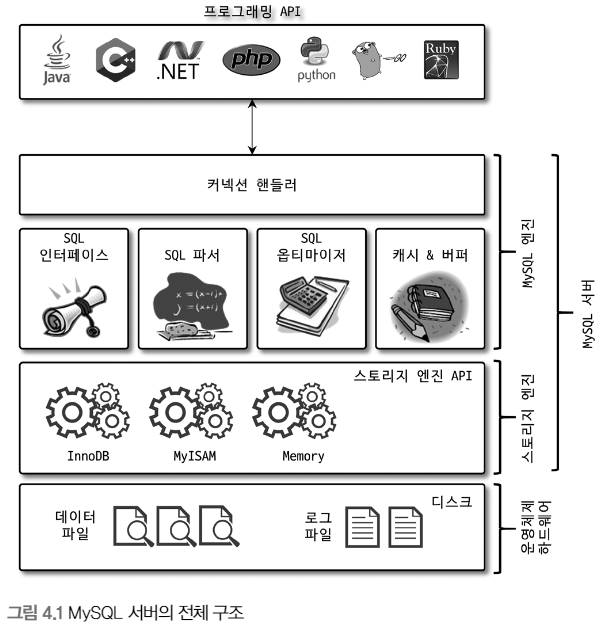 프로그래밍 API
Java
C++
.NET
php
python
GO
Ruby
커넥션 핸들러
SQL
인터페이스
SQL 파서
x = (x-1)+
j = (x+1)
SQL
옵티마이저
캐시 & 버퍼
MySQL 엔진
스토리지 엔진 API
InnoDB
MyISAM
Memory
스토리지 엔진
MySQL 서버
디스크
데이터
파일
로그
파일
운영체제
하드웨어
그림 4.1 MySQL 서버의 전체 구조